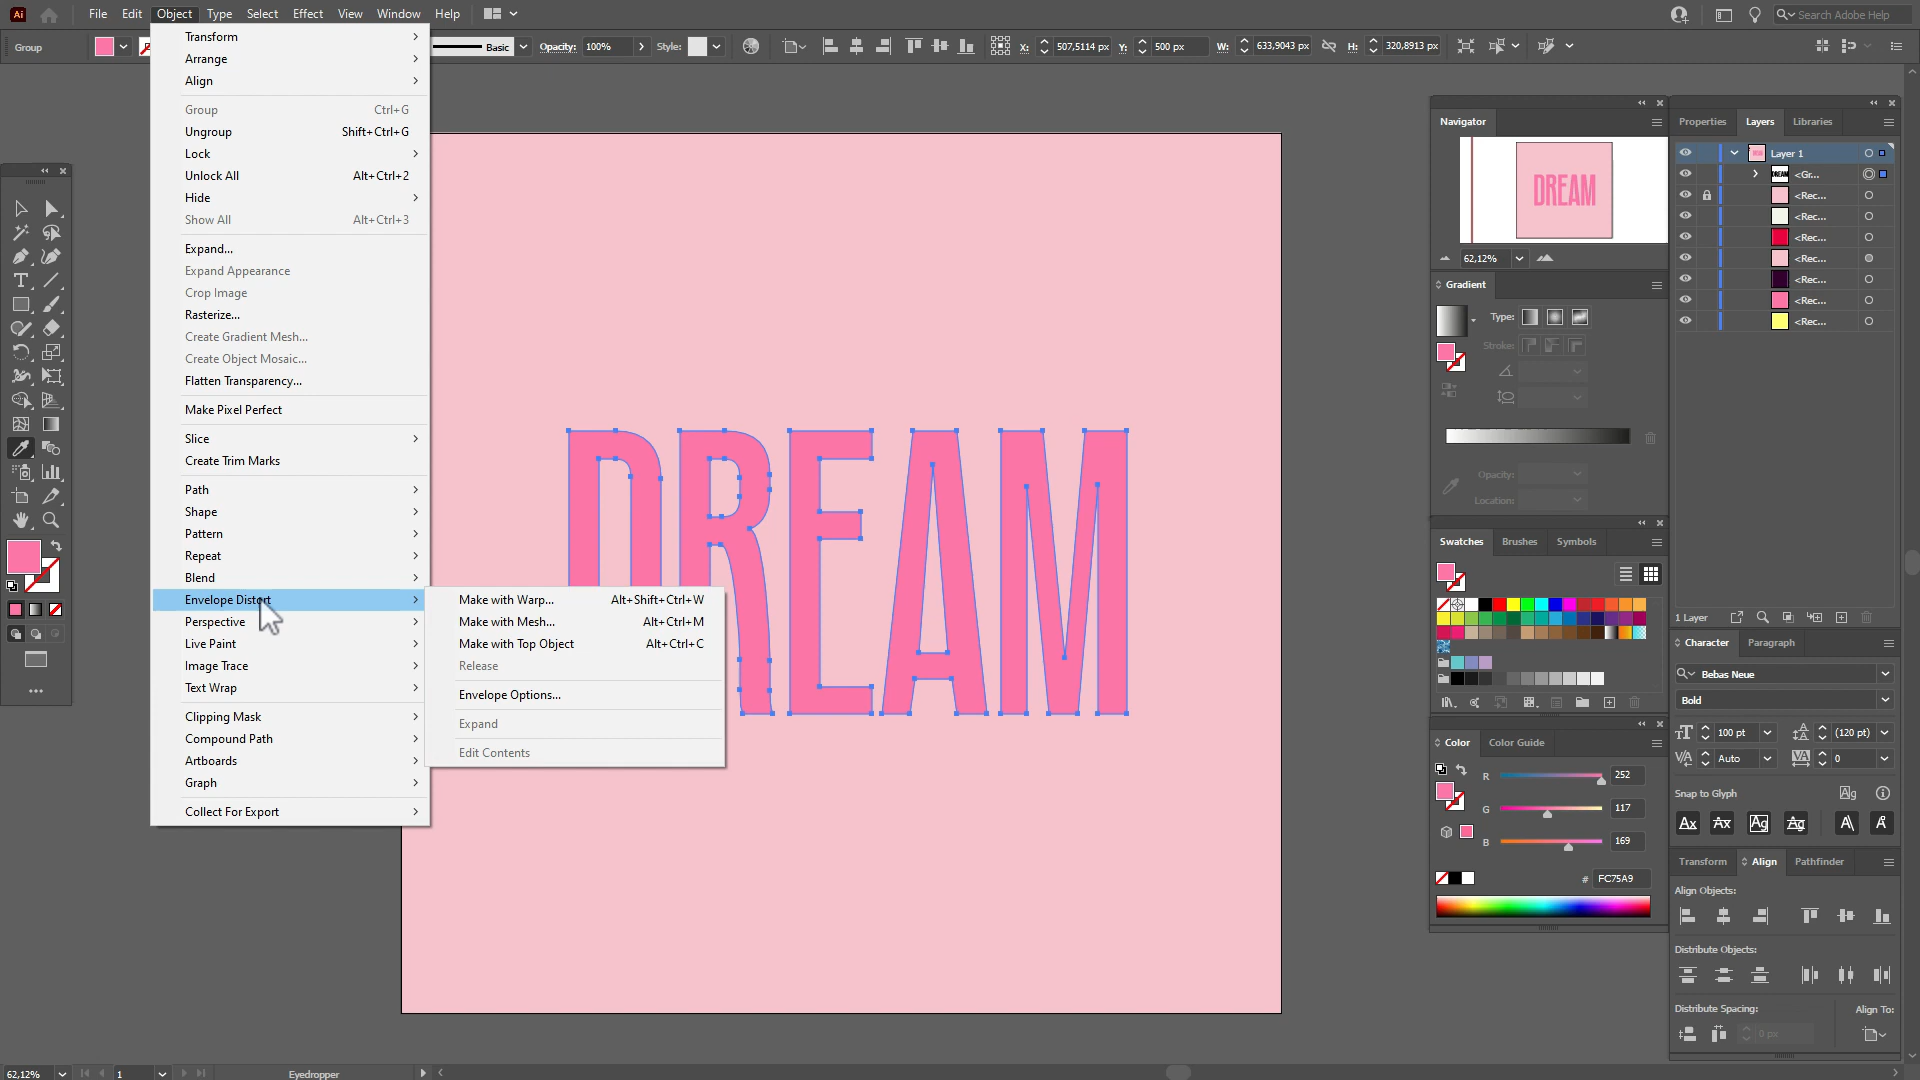 Ai File Edit Object Type Select Effect View Window Help Search Adobe Help
Group Basic Opacity: 100% Style: X: 507,5114 px Y: 500 px W: 633,9043 px H: 320,8913 px
Transform
Arrange
Align
Group Ctrl+G
Ungroup Shift+Ctrl+G
Lock
Unlock All Alt+Ctrl+2
Hide
Show All Alt+Ctrl+3
Expand...
Expand Appearance
Crop Image
Rasterize...
Create Gradient Mesh...
Create Object Mosaic...
Flatten Transparency...
Make Pixel Perfect
Slice
Create Trim Marks
Path
Shape
Pattern
Repeat
Blend
Envelope Distort
Perspective
Live Paint
Image Trace
Text Wrap
Clipping Mask
Compound Path
Artboards
Graph
Collect For Export
Make with Warp... Alt+Shift+Ctrl+W
Make with Mesh... Alt+Ctrl+M
Make with Top Object Alt+Ctrl+C
Release
Envelope Options...
Expand
Edit Contents
DREAM
Navigator
DREAM
62,12%
Gradient
Type:
Stroke:
Opacity:
Location:
Swatches Brushes Symbols
Color Color Guide
R 252
G 117
B 169
# FC75A9
Properties Layers Libraries
Layer 1
DREAM <Gr...
<Rec...
<Rec...
<Rec...
<Rec...
<Rec...
<Rec...
<Rec...
1 Layer
Character Paragraph
Bebas Neue
Bold
100 pt (120 pt)
Auto 0
Snap to Glyph
Transform Align Pathfinder
Align Objects:
Distribute Objects:
Distribute Spacing: Align To:
0 px
62,12% 1 Eyedropper